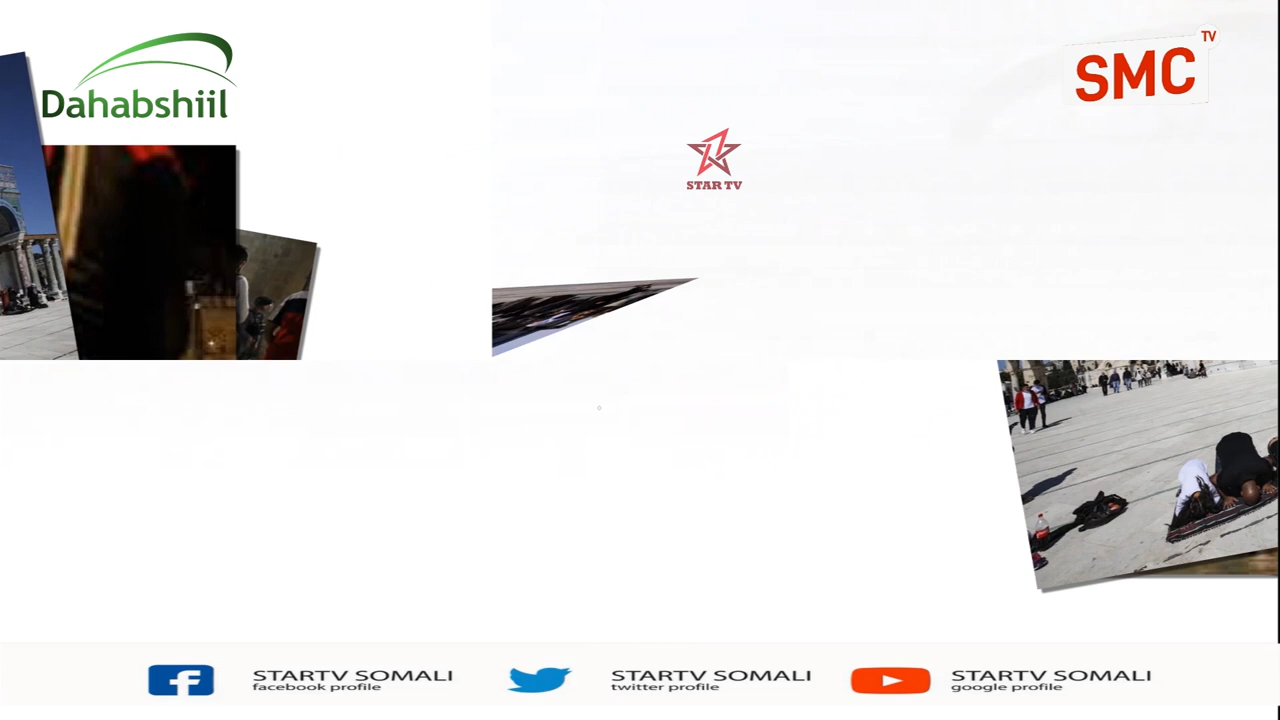 Dahabshiil
SMC TV
STAR TV
STARTV SOMALI
facebook profile
STARTV SOMALI
twitter profile
STARTV SOMALI
google profile